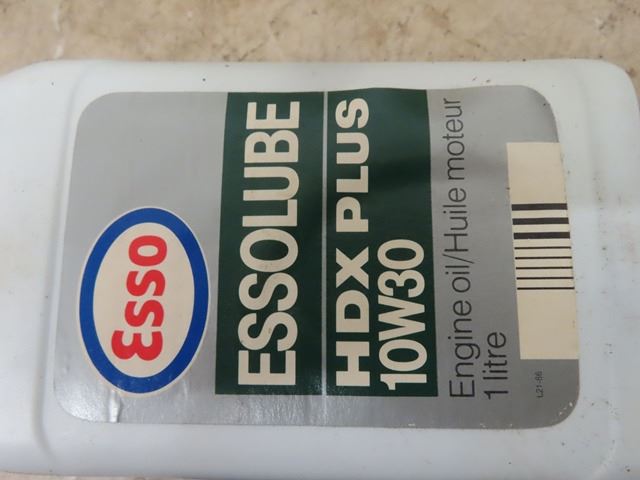 Esso
ESSOLUBE
HDX PLUS
10W30
Engine oil/Huile moteur
1 litre
L21-86